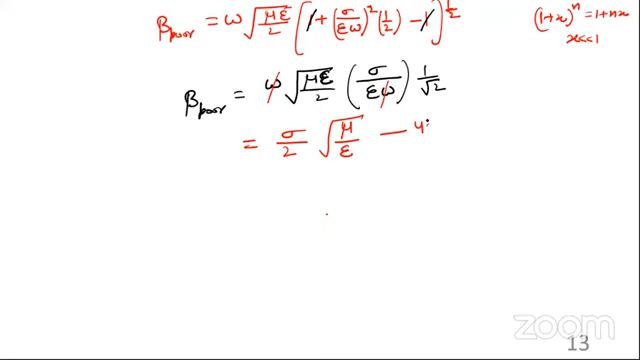 β_poor = ω √(με/2) [1 + (σ/εω)² (1/2) − 1]^(1/2)
(1+x)ⁿ = 1+nx
x<<1
β_poor = ω √(με/2) (σ/εω) 1/√2
= σ/2 √(μ/ε) — 4
zoom
13